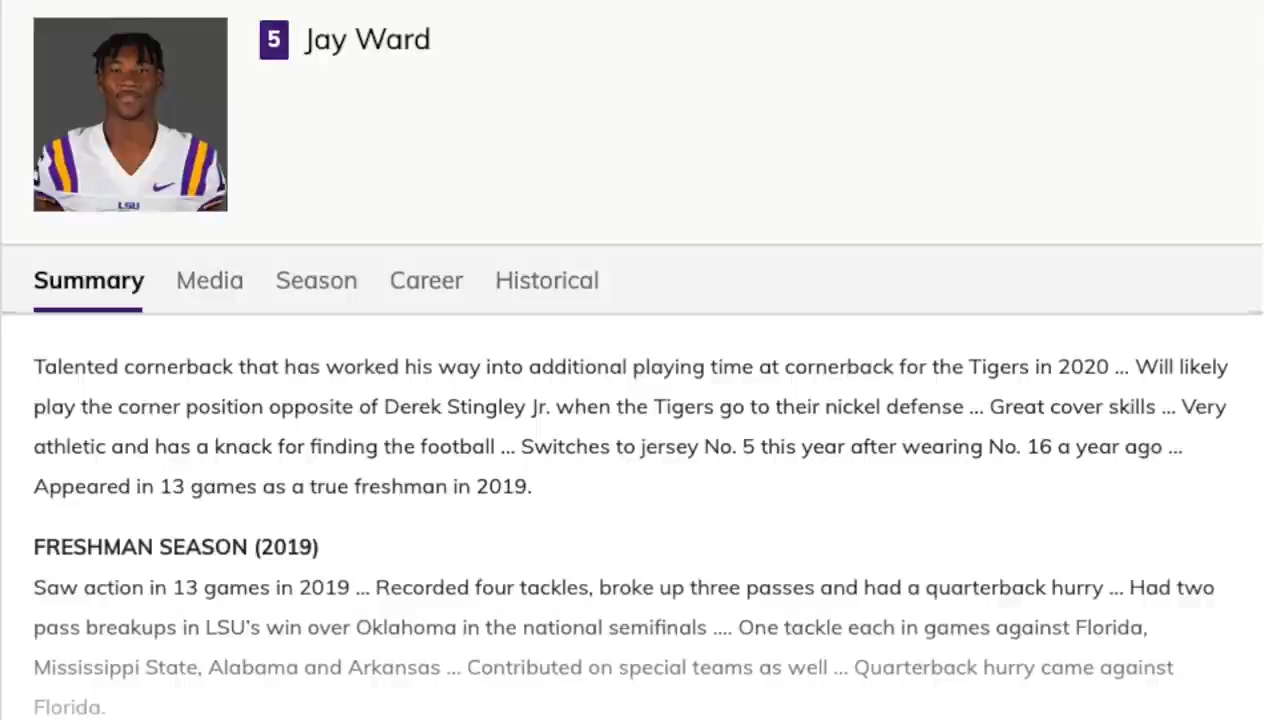 5 Jay Ward
LSU
Summary Media Season Career Historical
Talented cornerback that has worked his way into additional playing time at cornerback for the Tigers in 2020 ... Will likely
play the corner position opposite of Derek Stingley Jr. when the Tigers go to their nickel defense ... Great cover skills ... Very
athletic and has a knack for finding the football ... Switches to jersey No. 5 this year after wearing No. 16 a year ago ...
Appeared in 13 games as a true freshman in 2019.
FRESHMAN SEASON (2019)
Saw action in 13 games in 2019 ... Recorded four tackles, broke up three passes and had a quarterback hurry ... Had two
pass breakups in LSU's win over Oklahoma in the national semifinals .... One tackle each in games against Florida,
Mississippi State, Alabama and Arkansas ... Contributed on special teams as well ... Quarterback hurry came against
Florida.